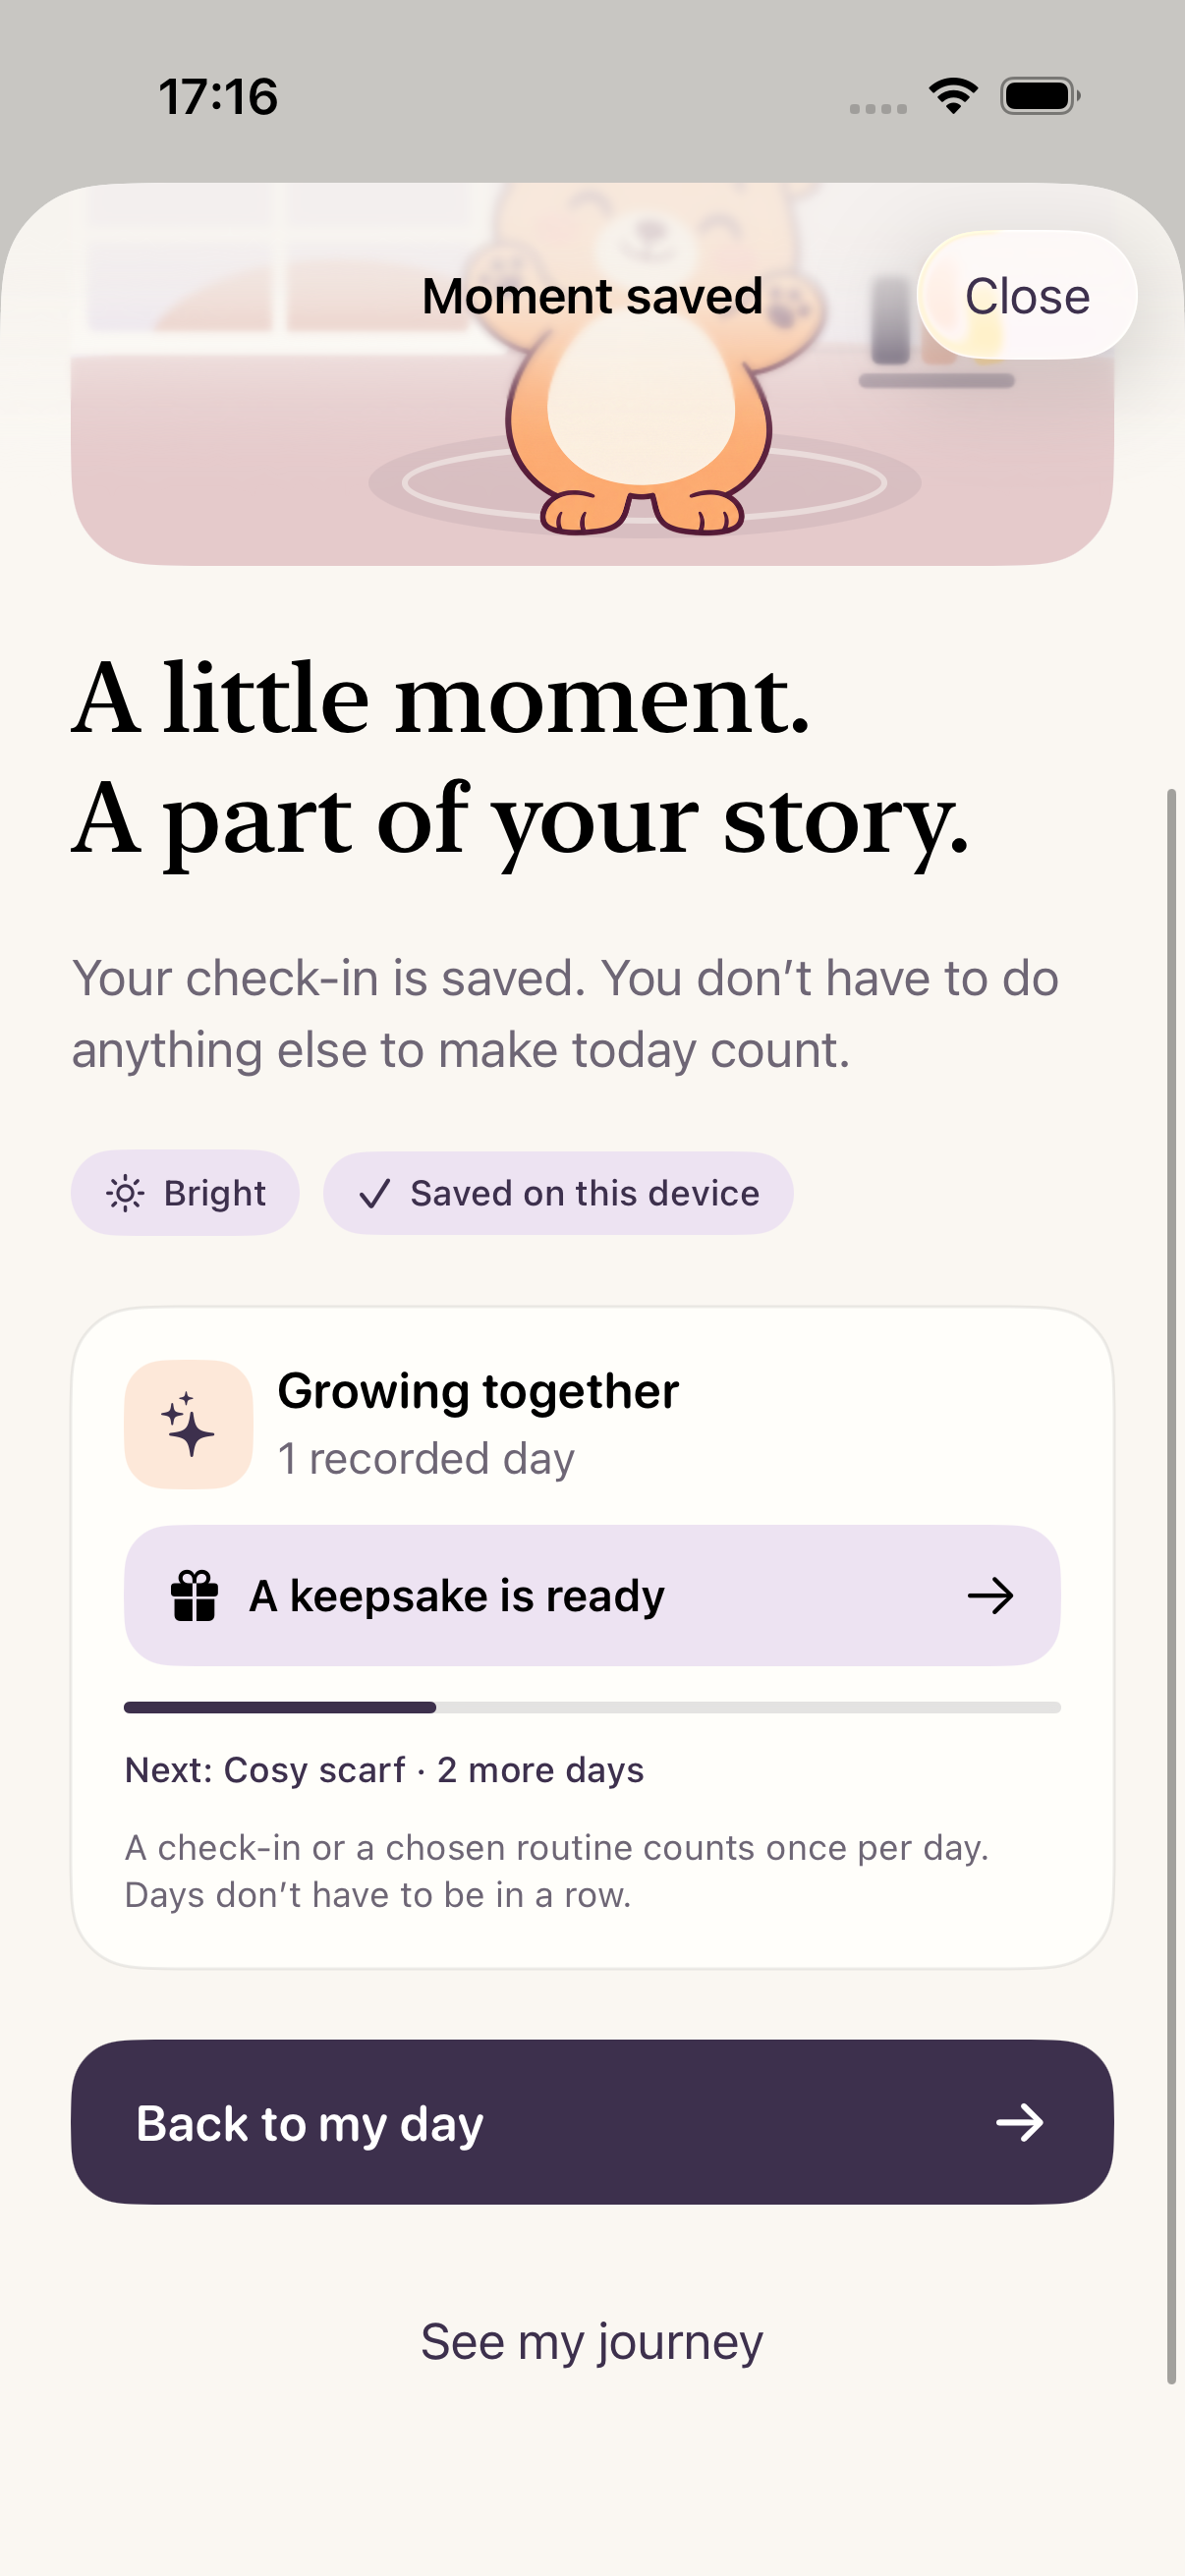 17:16
Moment saved
Close
A little moment.
A part of your story.
Your check-in is saved. You don’t have to do
anything else to make today count.
Bright
Saved on this device
Growing together
1 recorded day
A keepsake is ready
Next: Cosy scarf · 2 more days
A check-in or a chosen routine counts once per day.
Days don’t have to be in a row.
Back to my day
See my journey